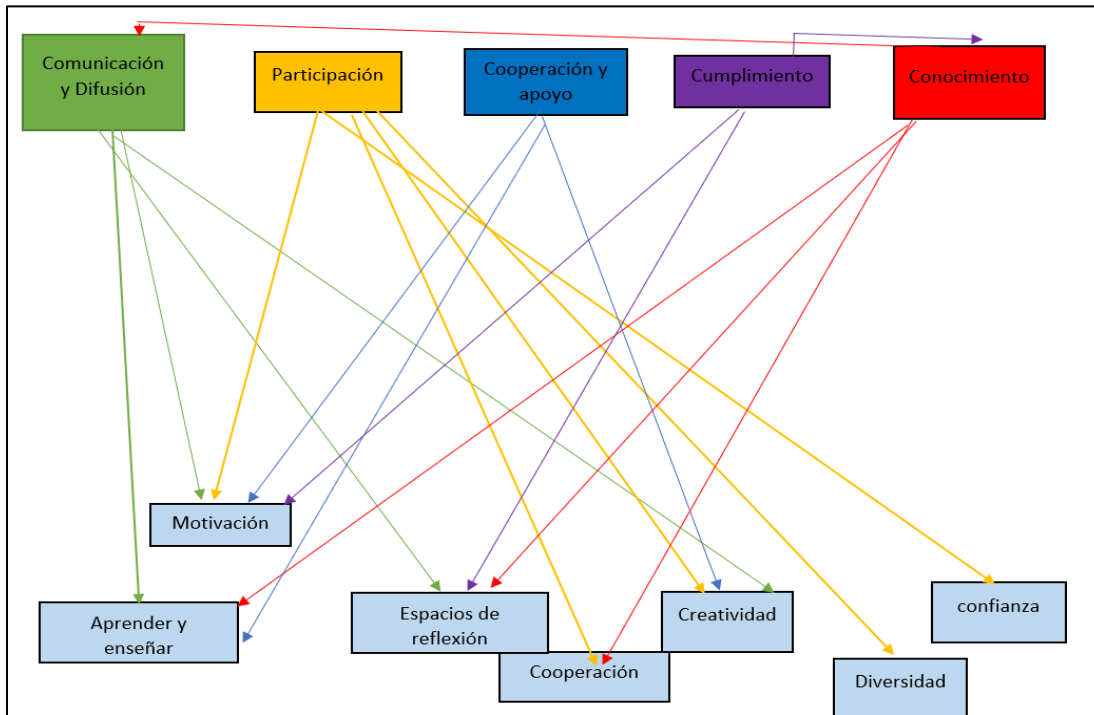 Comunicación
y Difusión
Participación
Cooperación y
apoyo
Cumplimiento
Conocimiento
Motivación
Aprender y
enseñar
Espacios de
reflexión
Cooperación
Creatividad
confianza
Diversidad